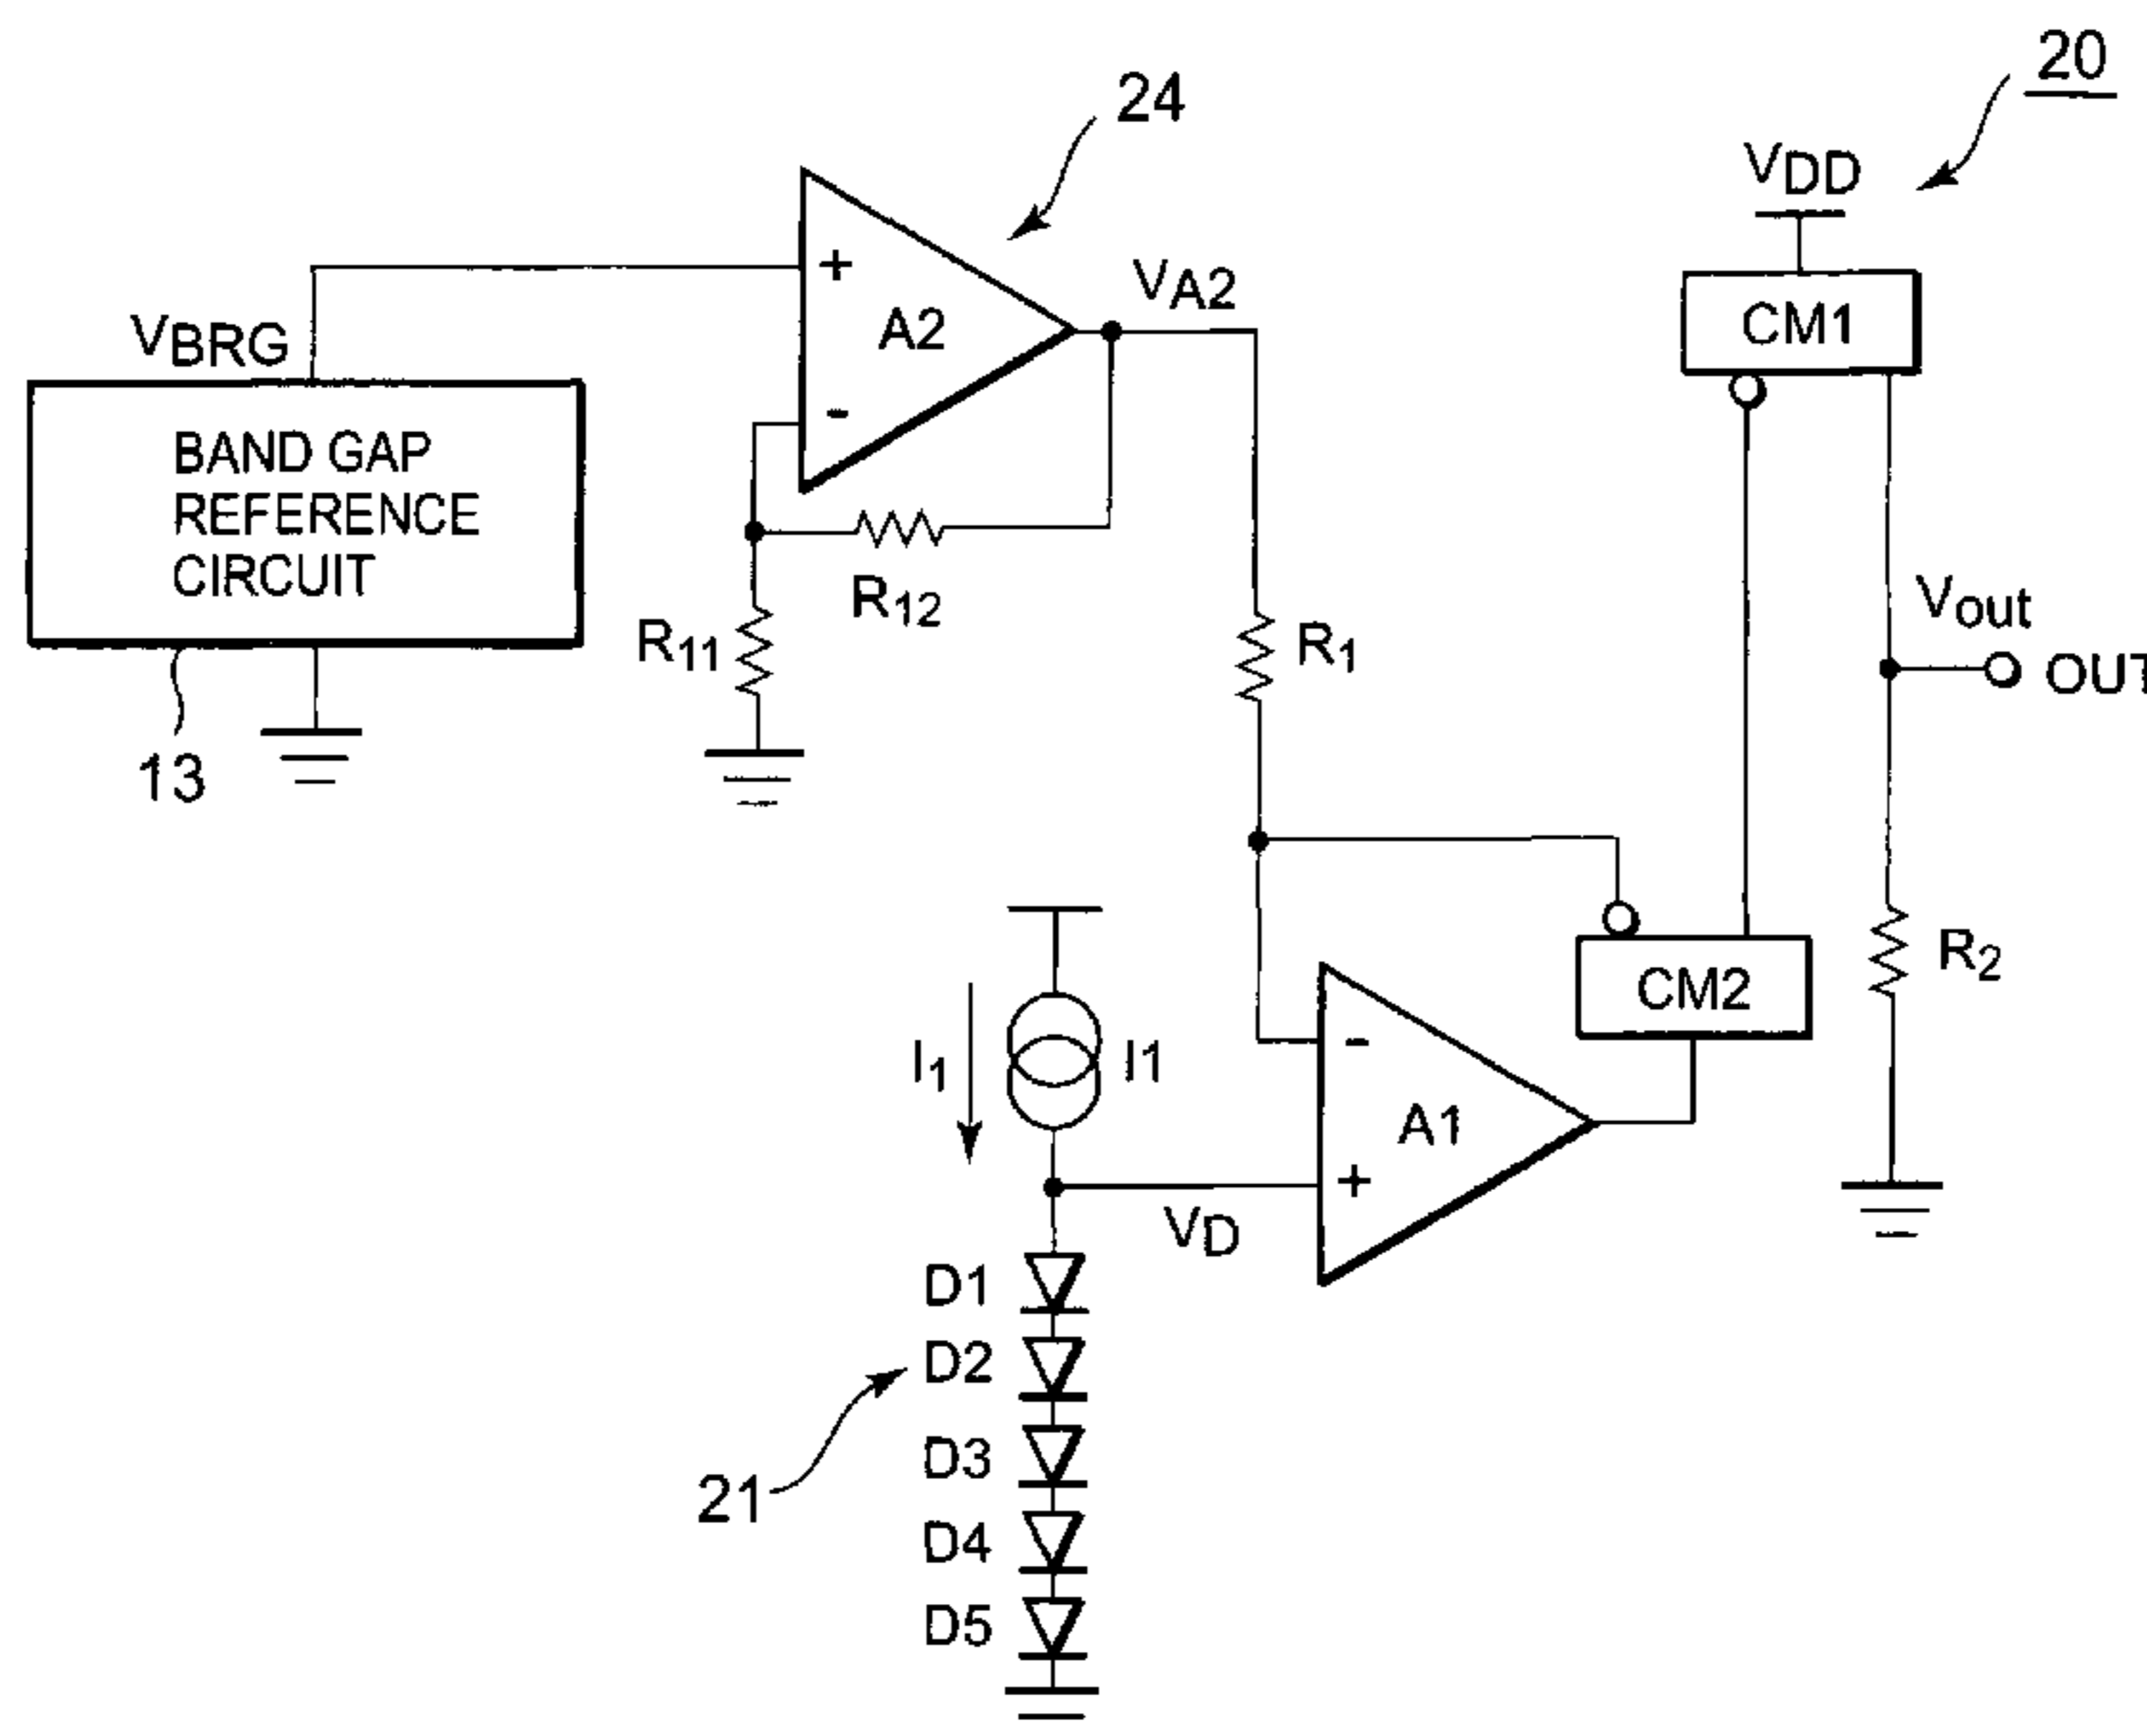 20
24
VDD
CM1
VA2
+
A2
-
VBRG
BAND GAP
REFERENCE
CIRCUIT
R12
R11
R1
Vout
OUT
13
R2
CM2
I1
I1
-
A1
+
VD
D1
D2
D3
D4
D5
21